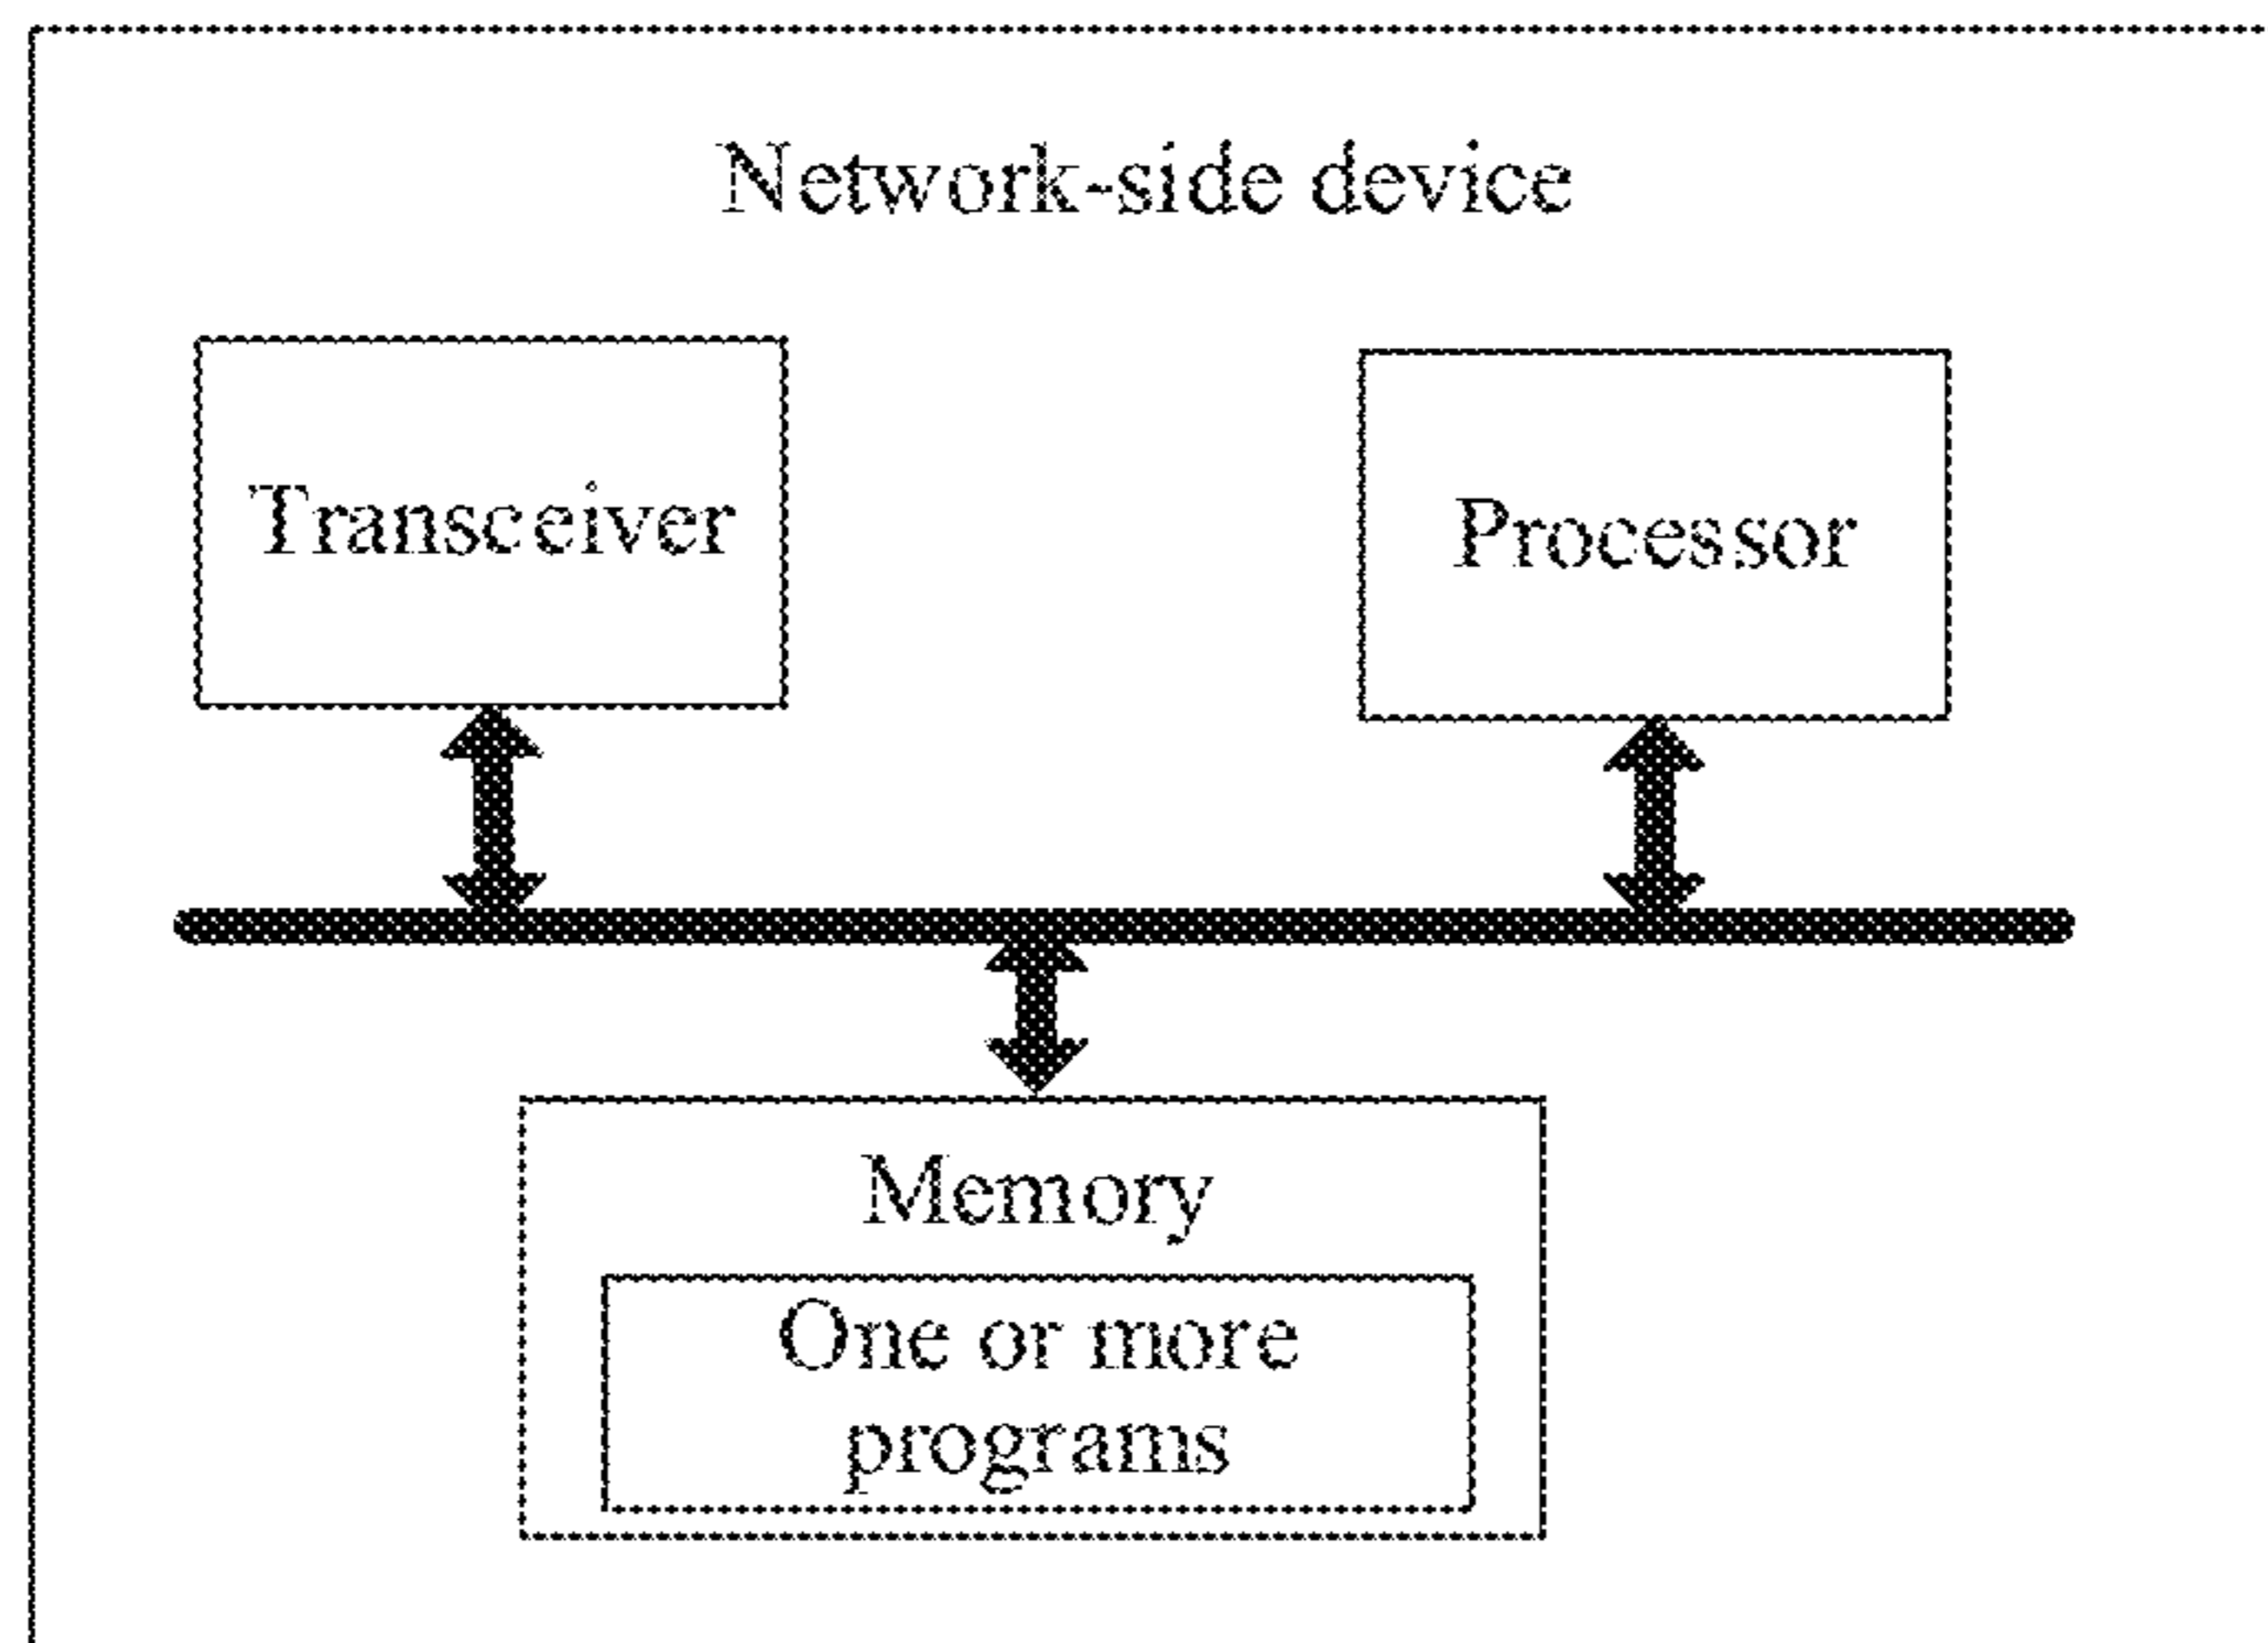 Network-side device
Transceiver
Processor
Memory
One or more
programs